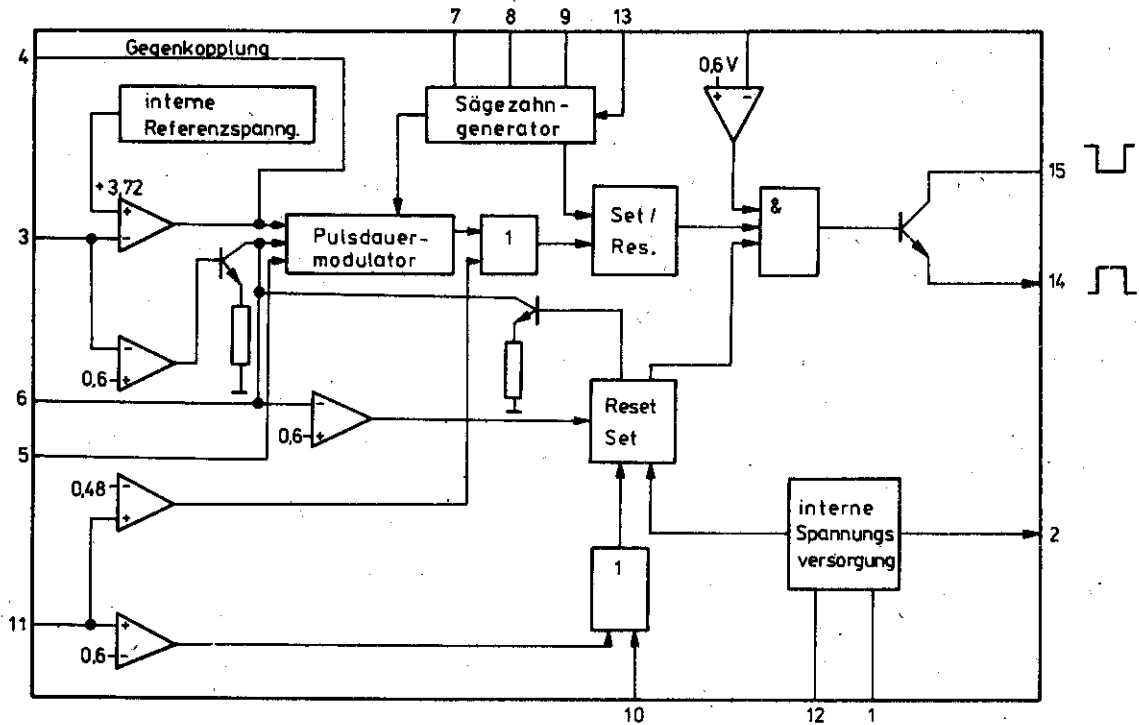 7 8 9 13
4 Gegenkopplung
0,6 V
+ -
interne
Referenzspanng.
Sägezahn-
generator
15
+3,72
+
-
3
Pulsdauer-
modulator
1
Set /
Res.
&
14
-
0,6 +
6
-
0,6 +
Reset
Set
5
0,48 -
+
interne
Spannungs
versorgung
2
1
11
+
0,6 -
10 12 1